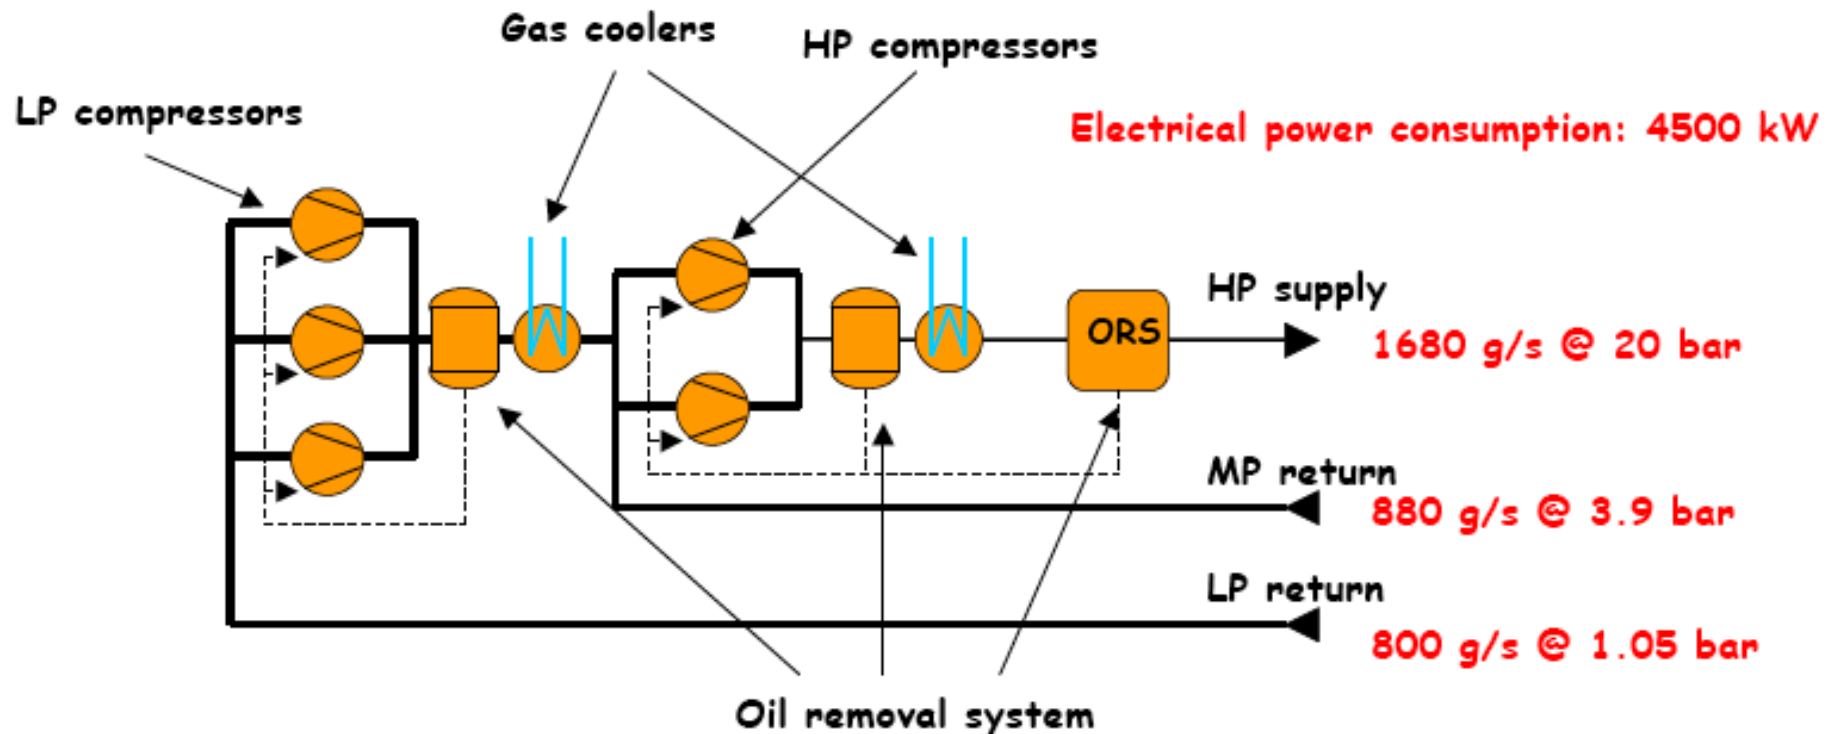 Gas coolers
HP compressors
LP compressors
Electrical power consumption: 4500 kW
HP supply
ORS
1680 g/s @ 20 bar
MP return
880 g/s @ 3.9 bar
LP return
800 g/s @ 1.05 bar
Oil removal system